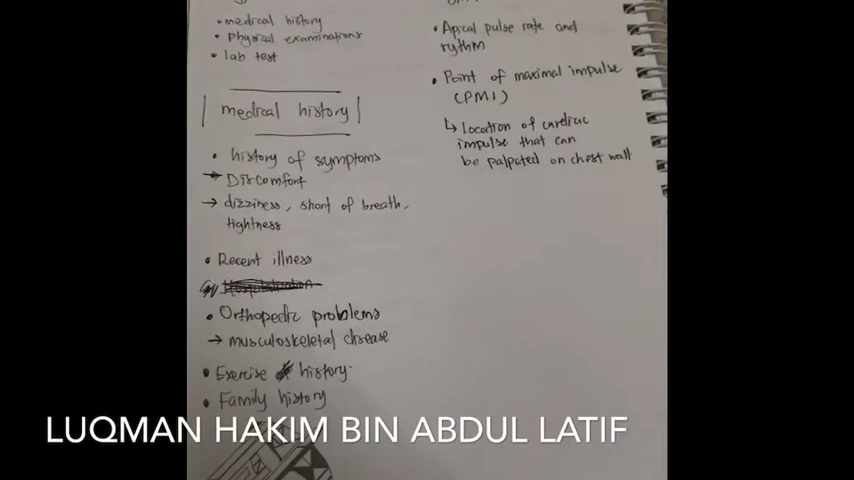 • medical history
• Physical examinations
• lab test
medical history
• history of symptoms
→ Discomfort
→ dizziness, short of breath,
tightness
• Recent illness
• Orthopedic problems
→ musculoskeletal disease
• Exercise history
• Family history
• Apical pulse rate and
rythm
• Point of maximal impulse
(PMI)
↳ location of cardiac
impulse that can
be palpated on chest wall
LUQMAN HAKIM BIN ABDUL LATIF